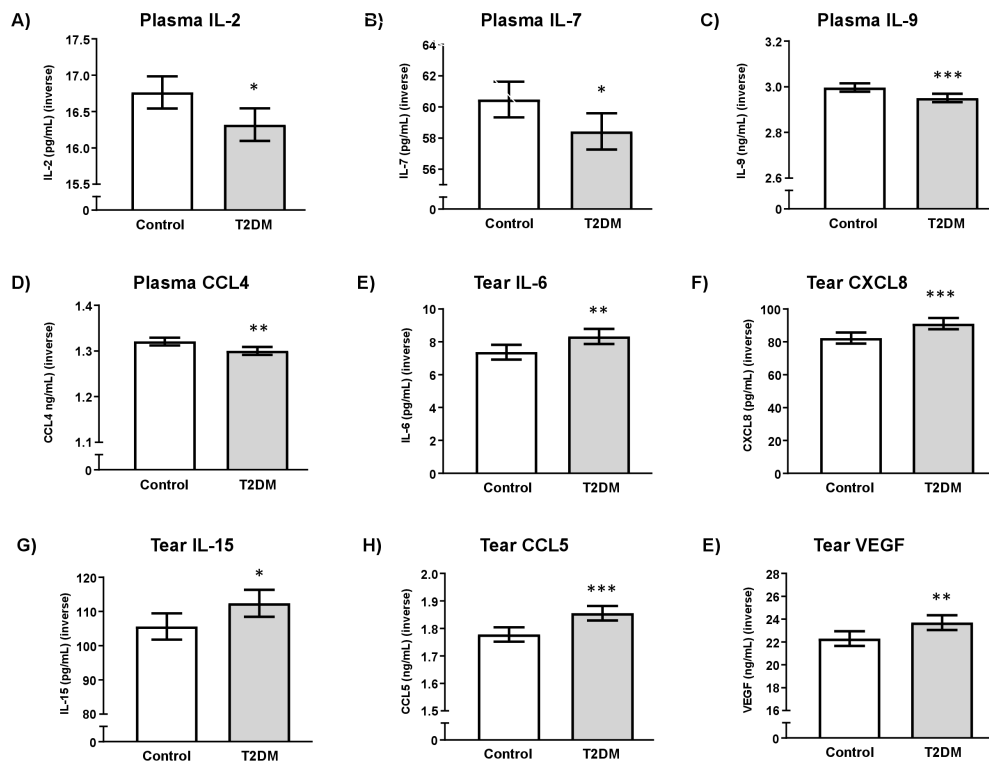 A) Plasma IL-2
IL-2 (pg/mL) (inverse)
17.5
17.0
16.5
16.0
15.5
0
*
Control T2DM
B) Plasma IL-7
IL-7 (pg/mL) (inverse)
64
62
60
58
56
0
*
Control T2DM
C) Plasma IL-9
IL-9 (ng/mL) (inverse)
3.2
3.0
2.8
2.6
0
***
Control T2DM
D) Plasma CCL4
CCL4 ng/mL) (inverse)
1.4
1.3
1.2
1.1
0
**
Control T2DM
E) Tear IL-6
IL-6 (pg/mL) (inverse)
10
8
6
4
2
0
**
Control T2DM
F) Tear CXCL8
CXCL8 (pg/mL) (inverse)
100
80
60
40
20
0
***
Control T2DM
G) Tear IL-15
IL-15 (pg/mL) (inverse)
120
110
100
90
80
0
*
Control T2DM
H) Tear CCL5
CCL5 (ng/mL) (inverse)
2.0
1.9
1.8
1.7
1.6
1.5
0
***
Control T2DM
E) Tear VEGF
VEGF (ng/mL) (inverse)
28
26
24
22
20
18
16
0
**
Control T2DM